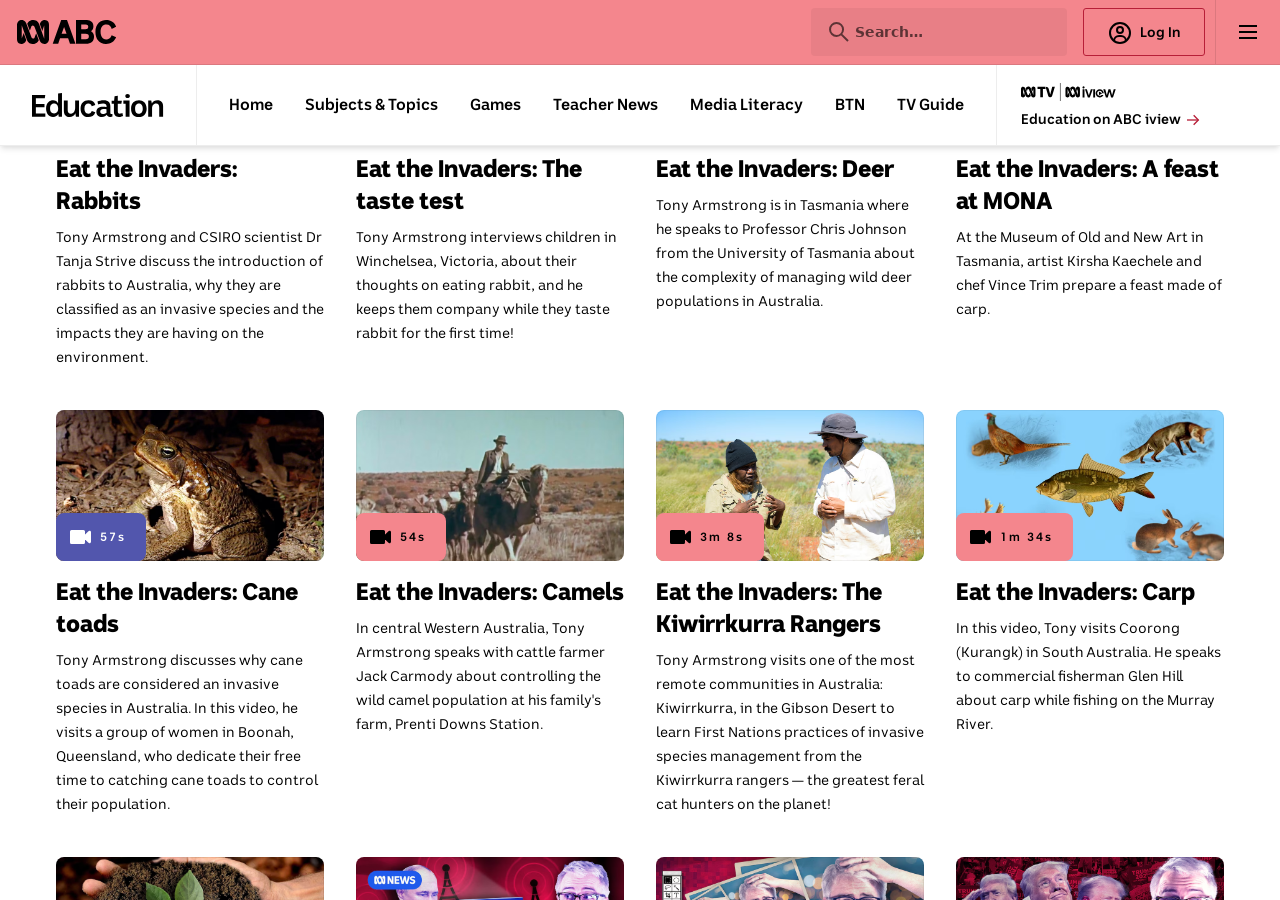 ABC
Search...
Log In
Education
Home
Subjects & Topics
Games
Teacher News
Media Literacy
BTN
TV Guide
TV iview
Education on ABC iview
Eat the Invaders:
Rabbits
Tony Armstrong and CSIRO scientist Dr
Tanja Strive discuss the introduction of
rabbits to Australia, why they are
classified as an invasive species and the
impacts they are having on the
environment.
Eat the Invaders: The
taste test
Tony Armstrong interviews children in
Winchelsea, Victoria, about their
thoughts on eating rabbit, and he
keeps them company while they taste
rabbit for the first time!
Eat the Invaders: Deer
Tony Armstrong is in Tasmania where
he speaks to Professor Chris Johnson
from the University of Tasmania about
the complexity of managing wild deer
populations in Australia.
Eat the Invaders: A feast
at MONA
At the Museum of Old and New Art in
Tasmania, artist Kirsha Kaechele and
chef Vince Trim prepare a feast made of
carp.
57s
Eat the Invaders: Cane
toads
Tony Armstrong discusses why cane
toads are considered an invasive
species in Australia. In this video, he
visits a group of women in Boonah,
Queensland, who dedicate their free
time to catching cane toads to control
their population.
54s
Eat the Invaders: Camels
In central Western Australia, Tony
Armstrong speaks with cattle farmer
Jack Carmody about controlling the
wild camel population at his family's
farm, Prenti Downs Station.
3m 8s
Eat the Invaders: The
Kiwirrkurra Rangers
Tony Armstrong visits one of the most
remote communities in Australia:
Kiwirrkurra, in the Gibson Desert to
learn First Nations practices of invasive
species management from the
Kiwirrkurra rangers — the greatest feral
cat hunters on the planet!
1m 34s
Eat the Invaders: Carp
In this video, Tony visits Coorong
(Kurangk) in South Australia. He speaks
to commercial fisherman Glen Hill
about carp while fishing on the Murray
River.
NEWS